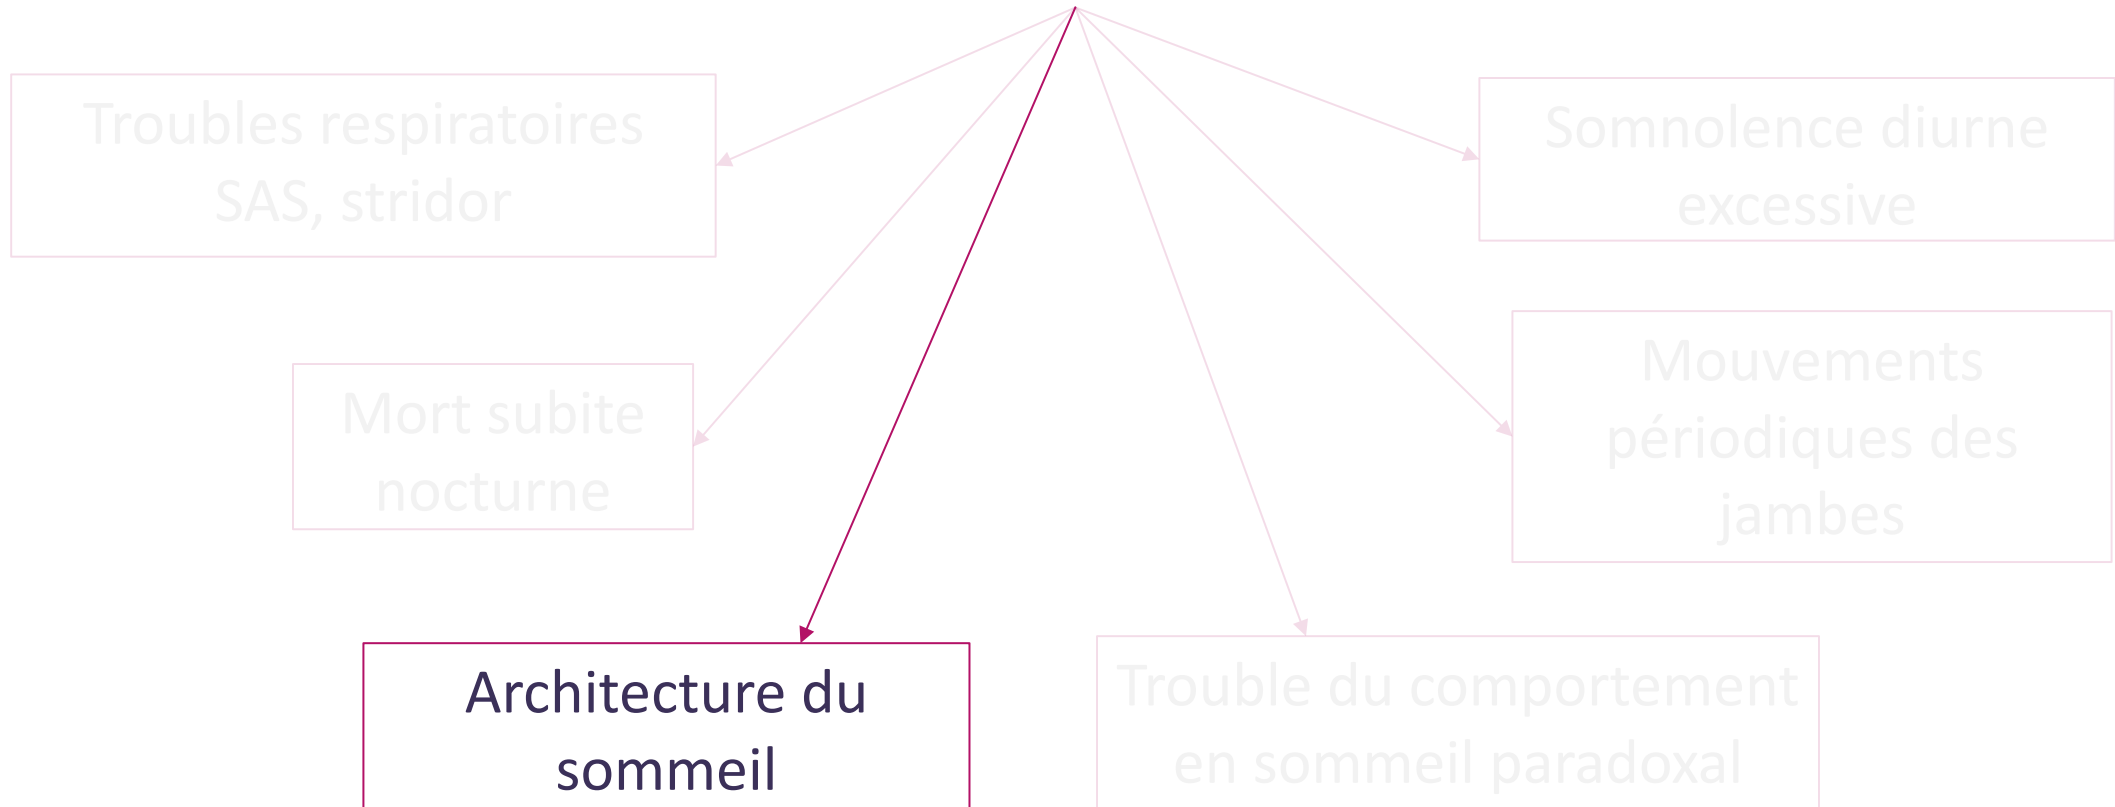 Troubles respiratoires
SAS, stridor
Somnolence diurne
excessive
Mort subite
nocturne
Mouvements
périodiques des
jambes
Architecture du
sommeil
Trouble du comportement
en sommeil paradoxal